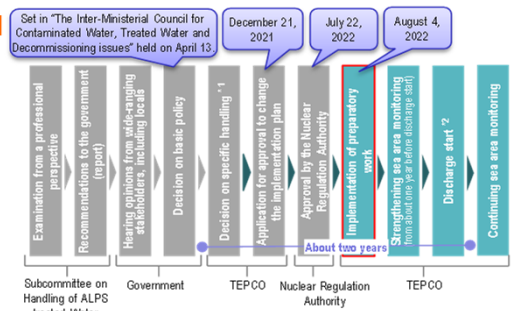 Set in "The Inter-Ministerial Council for
Contaminated Water, Treated Water and
Decommissioning issues" held on April 13.
December 21,
2021
July 22,
2022
August 4,
2022
Examination from a professional
perspective
Recommendations to the government
(report)
Hearing opinions from wide-ranging
stakeholders, including locals
Decision on basic policy
Decision on specific handling *1
Application for approval to change
the implementation plan
Approval by the Nuclear
Regulation Authority
Implementation of preparatory
work
Strengthening sea area monitoring
(from about one year before discharge start)
Discharge start *2
Continuing sea area monitoring
About two years
Subcommittee on
Handling of ALPS
treated Water
Government
TEPCO
Nuclear Regulation
Authority
TEPCO